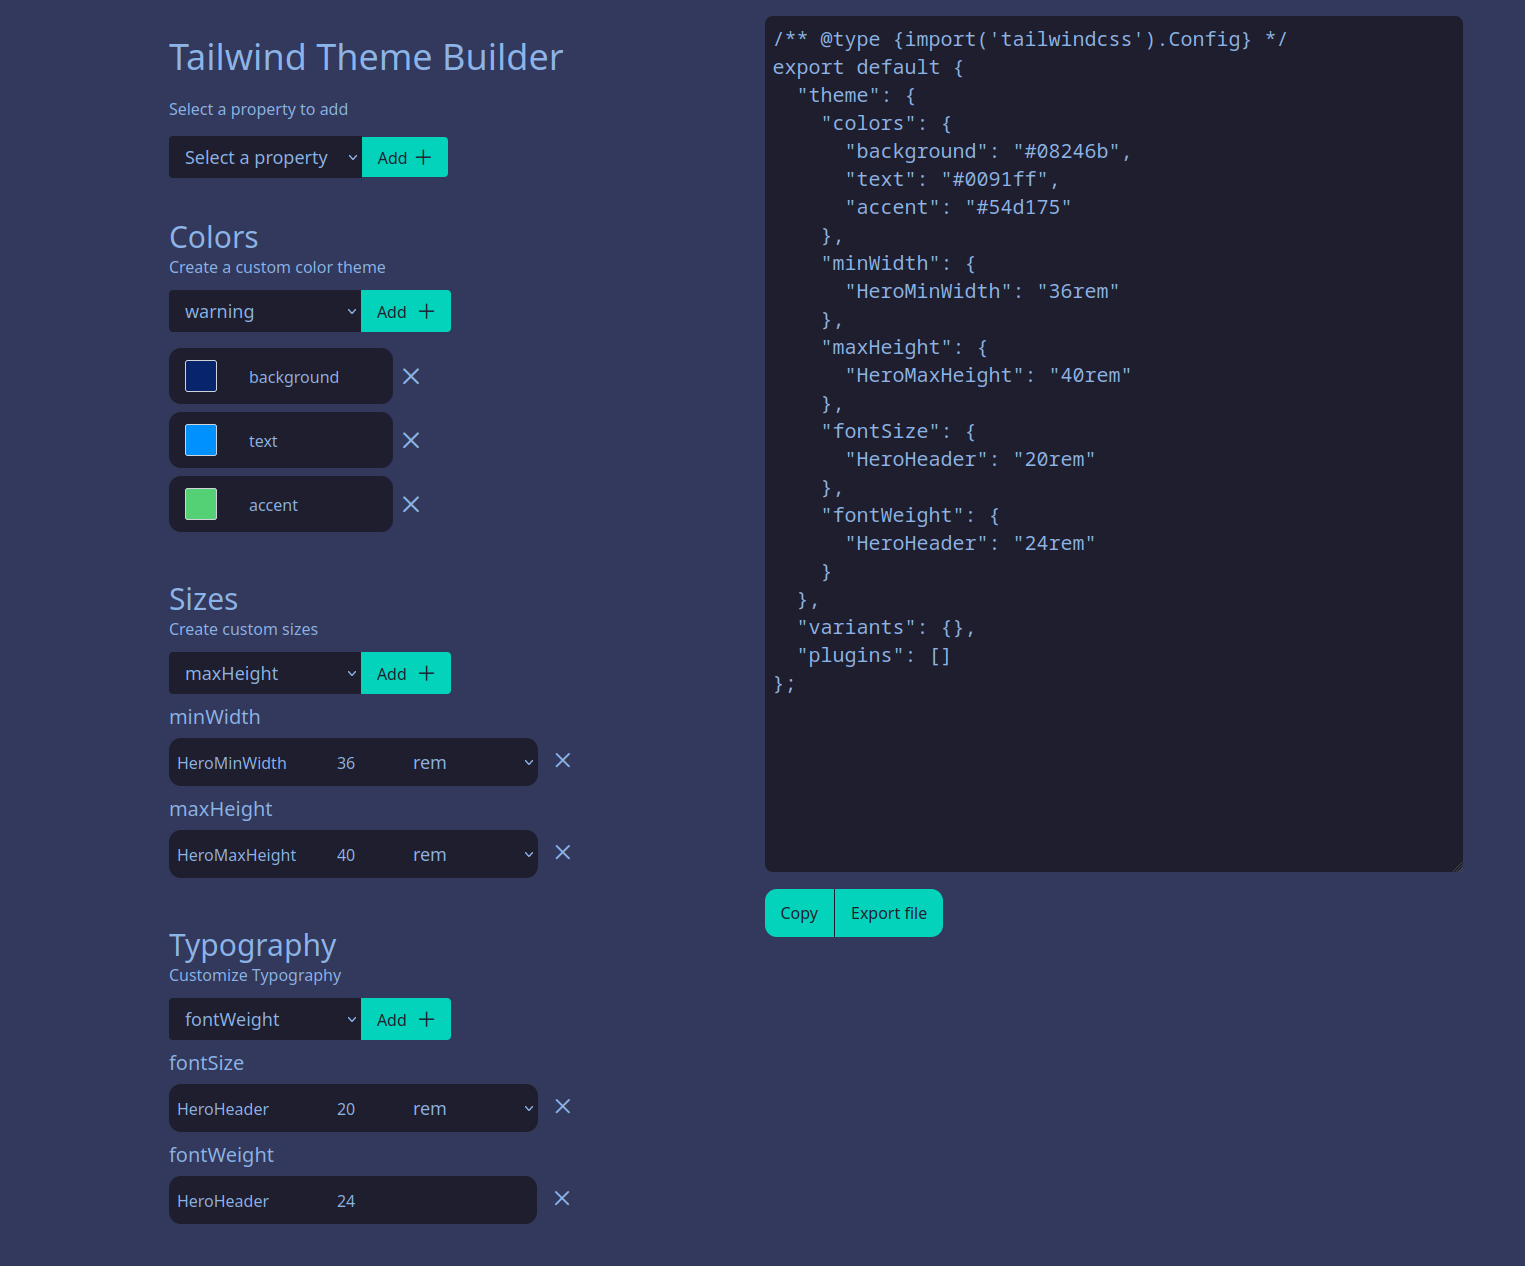 Tailwind Theme Builder
Select a property to add
Select a property
Add
Colors
Create a custom color theme
warning
Add
background
text
accent
Sizes
Create custom sizes
maxHeight
Add
minWidth
HeroMinWidth 36 rem
maxHeight
HeroMaxHeight 40 rem
Typography
Customize Typography
fontWeight
Add
fontSize
HeroHeader 20 rem
fontWeight
HeroHeader 24
/** @type {import('tailwindcss').Config} */
export default {
  "theme": {
    "colors": {
      "background": "#08246b",
      "text": "#0091ff",
      "accent": "#54d175"
    },
    "minWidth": {
      "HeroMinWidth": "36rem"
    },
    "maxHeight": {
      "HeroMaxHeight": "40rem"
    },
    "fontSize": {
      "HeroHeader": "20rem"
    },
    "fontWeight": {
      "HeroHeader": "24rem"
    }
  },
  "variants": {},
  "plugins": []
};
Copy
Export file